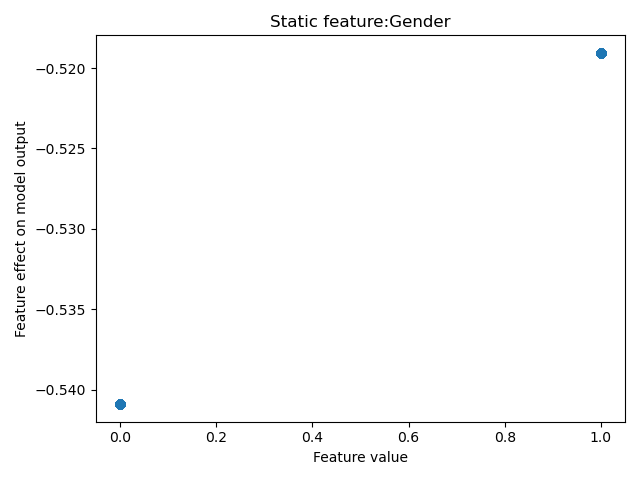 Static feature:Gender
Feature effect on model output
−0.520
−0.525
−0.530
−0.535
−0.540
0.0 0.2 0.4 0.6 0.8 1.0
Feature value